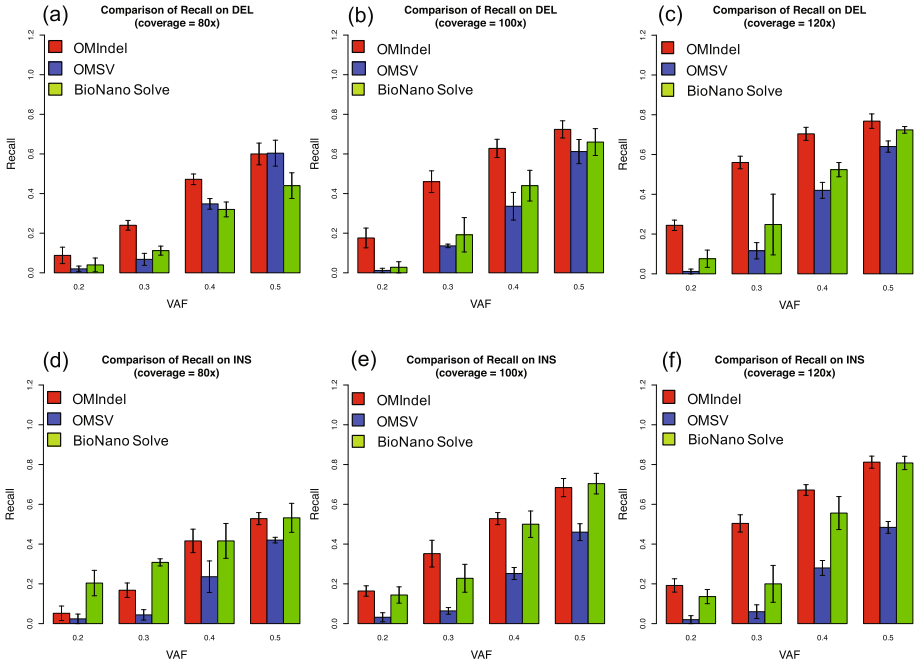 (a) Comparison of Recall on DEL
(coverage = 80x)
OMIndel
OMSV
BioNano Solve
Recall
0.0 0.2 0.4 0.6 0.8 1.0 1.2
0.2 0.3 0.4 0.5
VAF
(b) Comparison of Recall on DEL
(coverage = 100x)
OMIndel
OMSV
BioNano Solve
Recall
0.0 0.2 0.4 0.6 0.8 1.0 1.2
0.2 0.3 0.4 0.5
VAF
(c) Comparison of Recall on DEL
(coverage = 120x)
OMIndel
OMSV
BioNano Solve
Recall
0.0 0.2 0.4 0.6 0.8 1.0 1.2
0.2 0.3 0.4 0.5
VAF
(d) Comparison of Recall on INS
(coverage = 80x)
OMIndel
OMSV
BioNano Solve
Recall
0.0 0.2 0.4 0.6 0.8 1.0 1.2
0.2 0.3 0.4 0.5
VAF
(e) Comparison of Recall on INS
(coverage = 100x)
OMIndel
OMSV
BioNano Solve
Recall
0.0 0.2 0.4 0.6 0.8 1.0 1.2
0.2 0.3 0.4 0.5
VAF
(f) Comparison of Recall on INS
(coverage = 120x)
OMIndel
OMSV
BioNano Solve
Recall
0.0 0.2 0.4 0.6 0.8 1.0 1.2
0.2 0.3 0.4 0.5
VAF